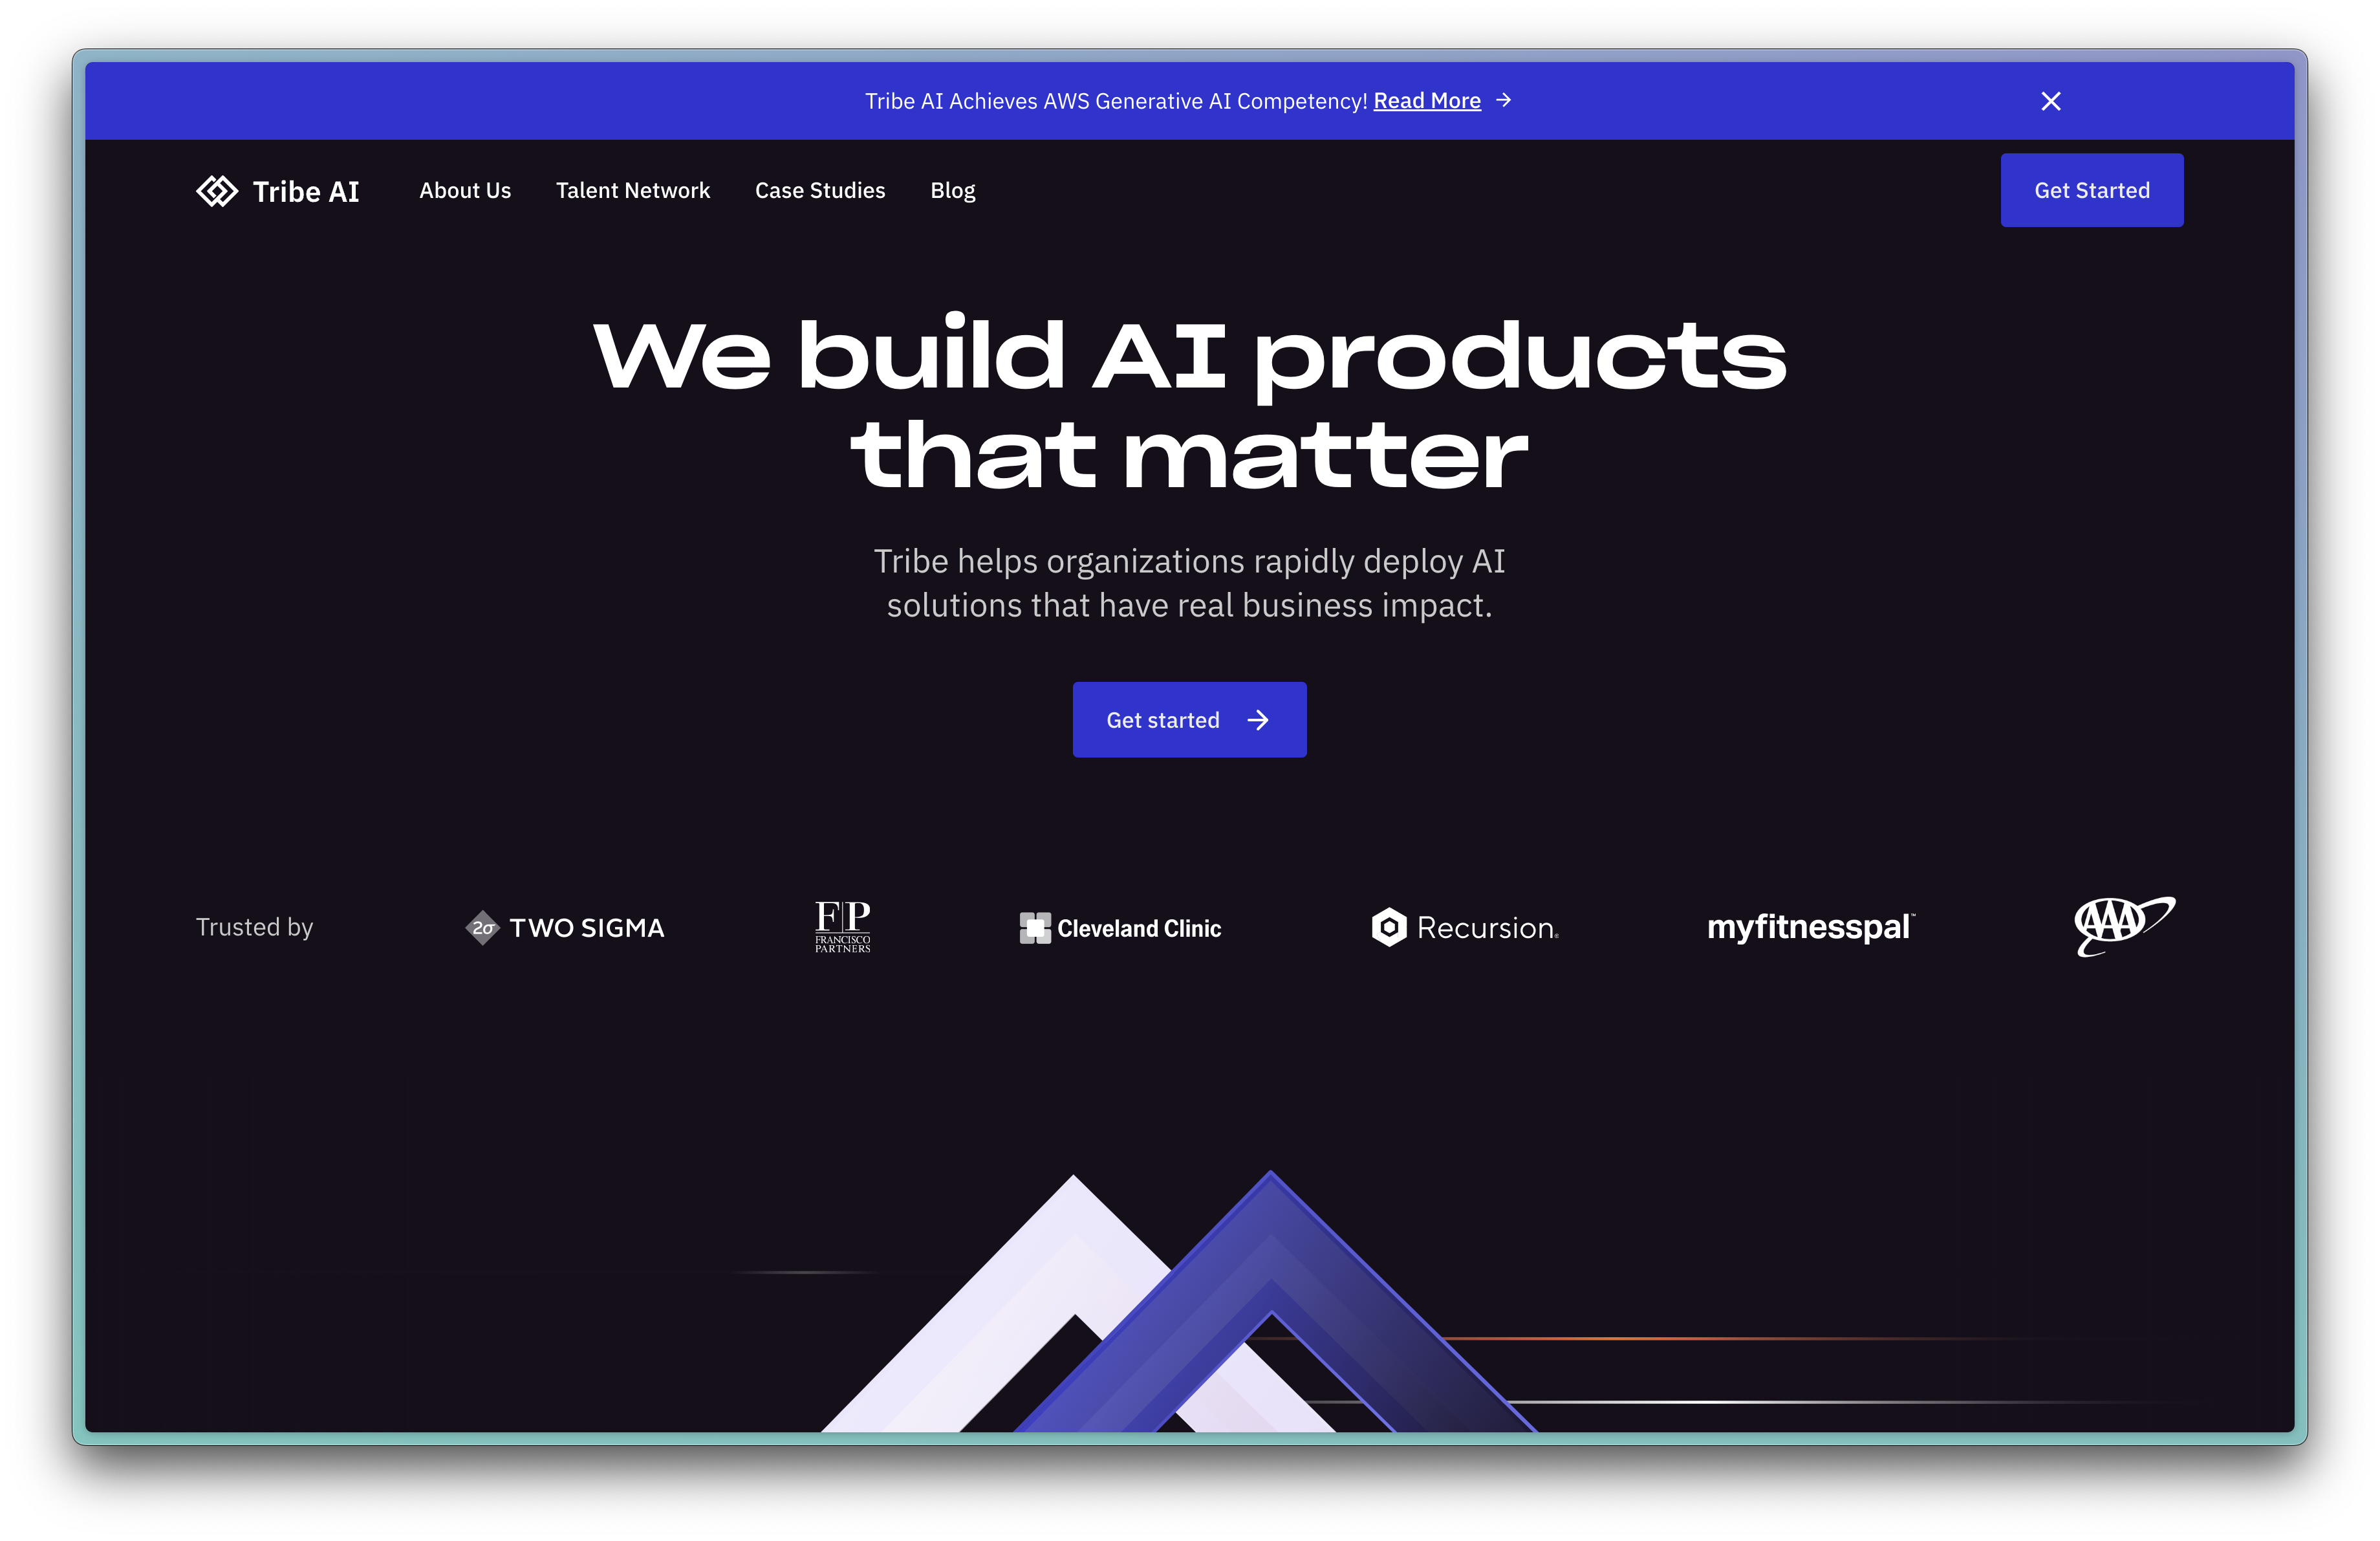 Tribe AI Achieves AWS Generative AI Competency! Read More
Tribe AI
About Us
Talent Network
Case Studies
Blog
Get Started
We build AI products
that matter
Tribe helps organizations rapidly deploy AI
solutions that have real business impact.
Get started
Trusted by
2σ TWO SIGMA
FP
FRANCISCO
PARTNERS
Cleveland Clinic
Recursion®
myfitnesspal™
AAA